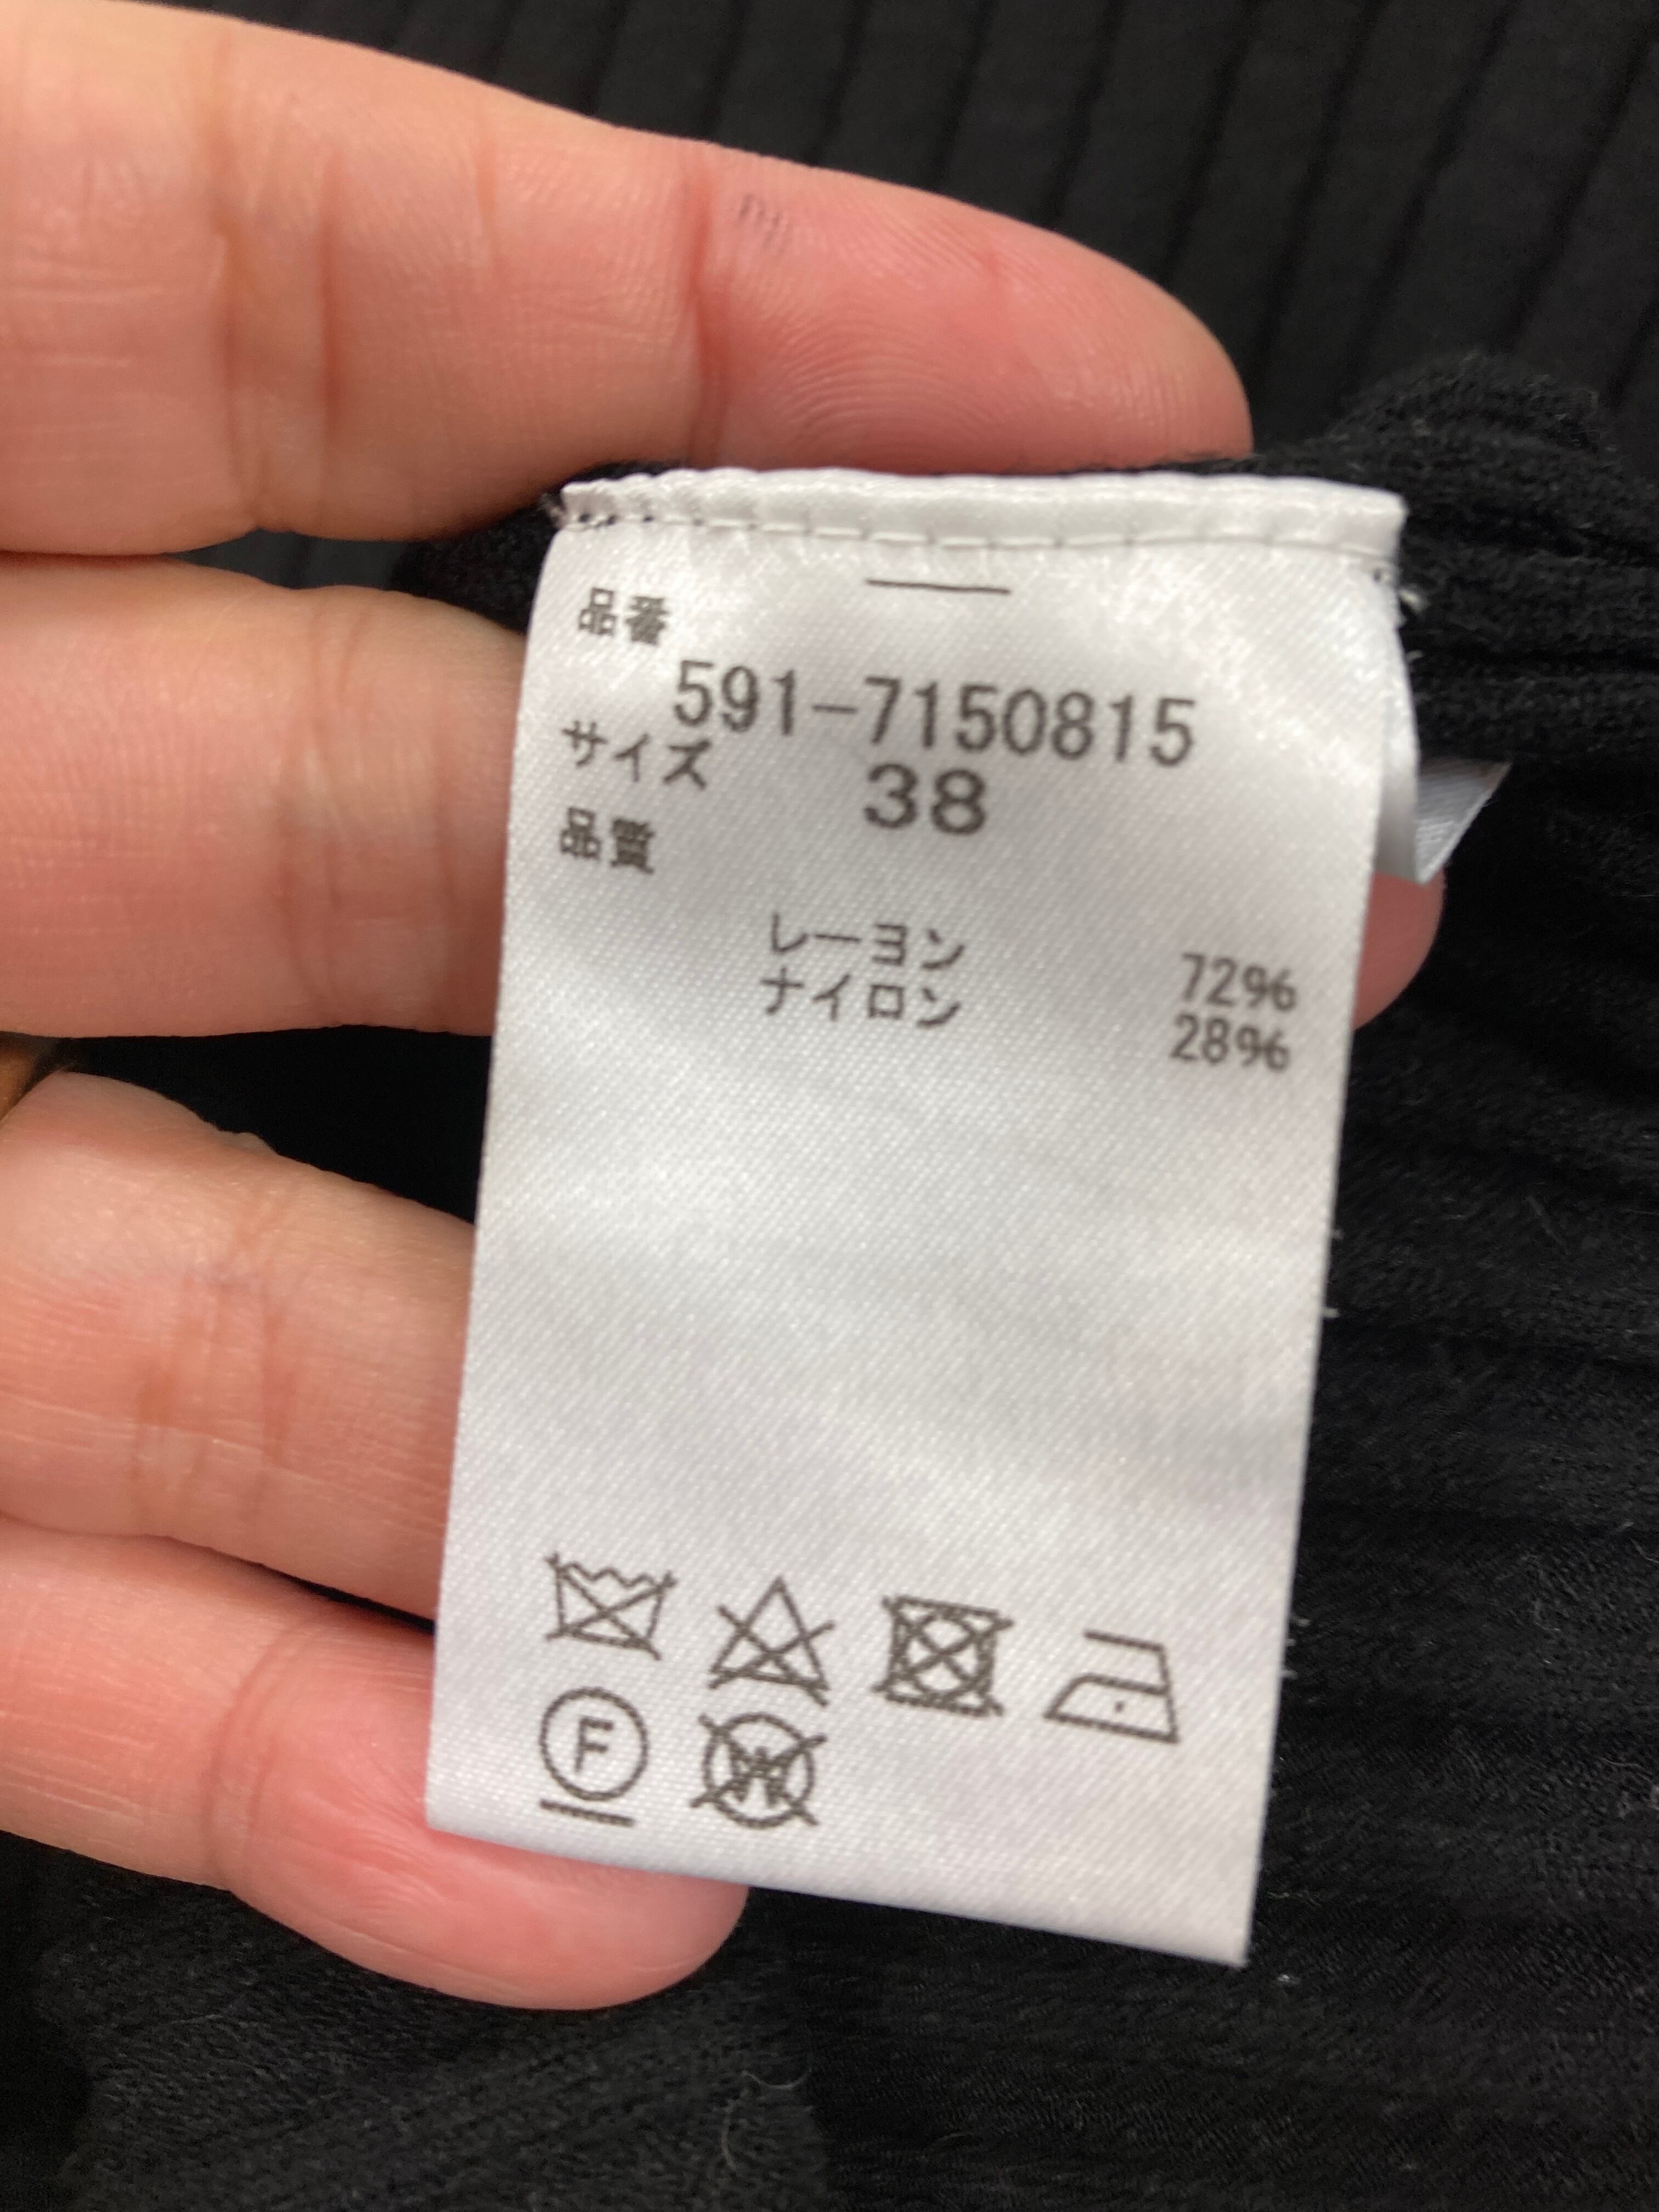 品番
591-7150815
サイズ 38
品質
レーヨン 72%
ナイロン 28%
F W